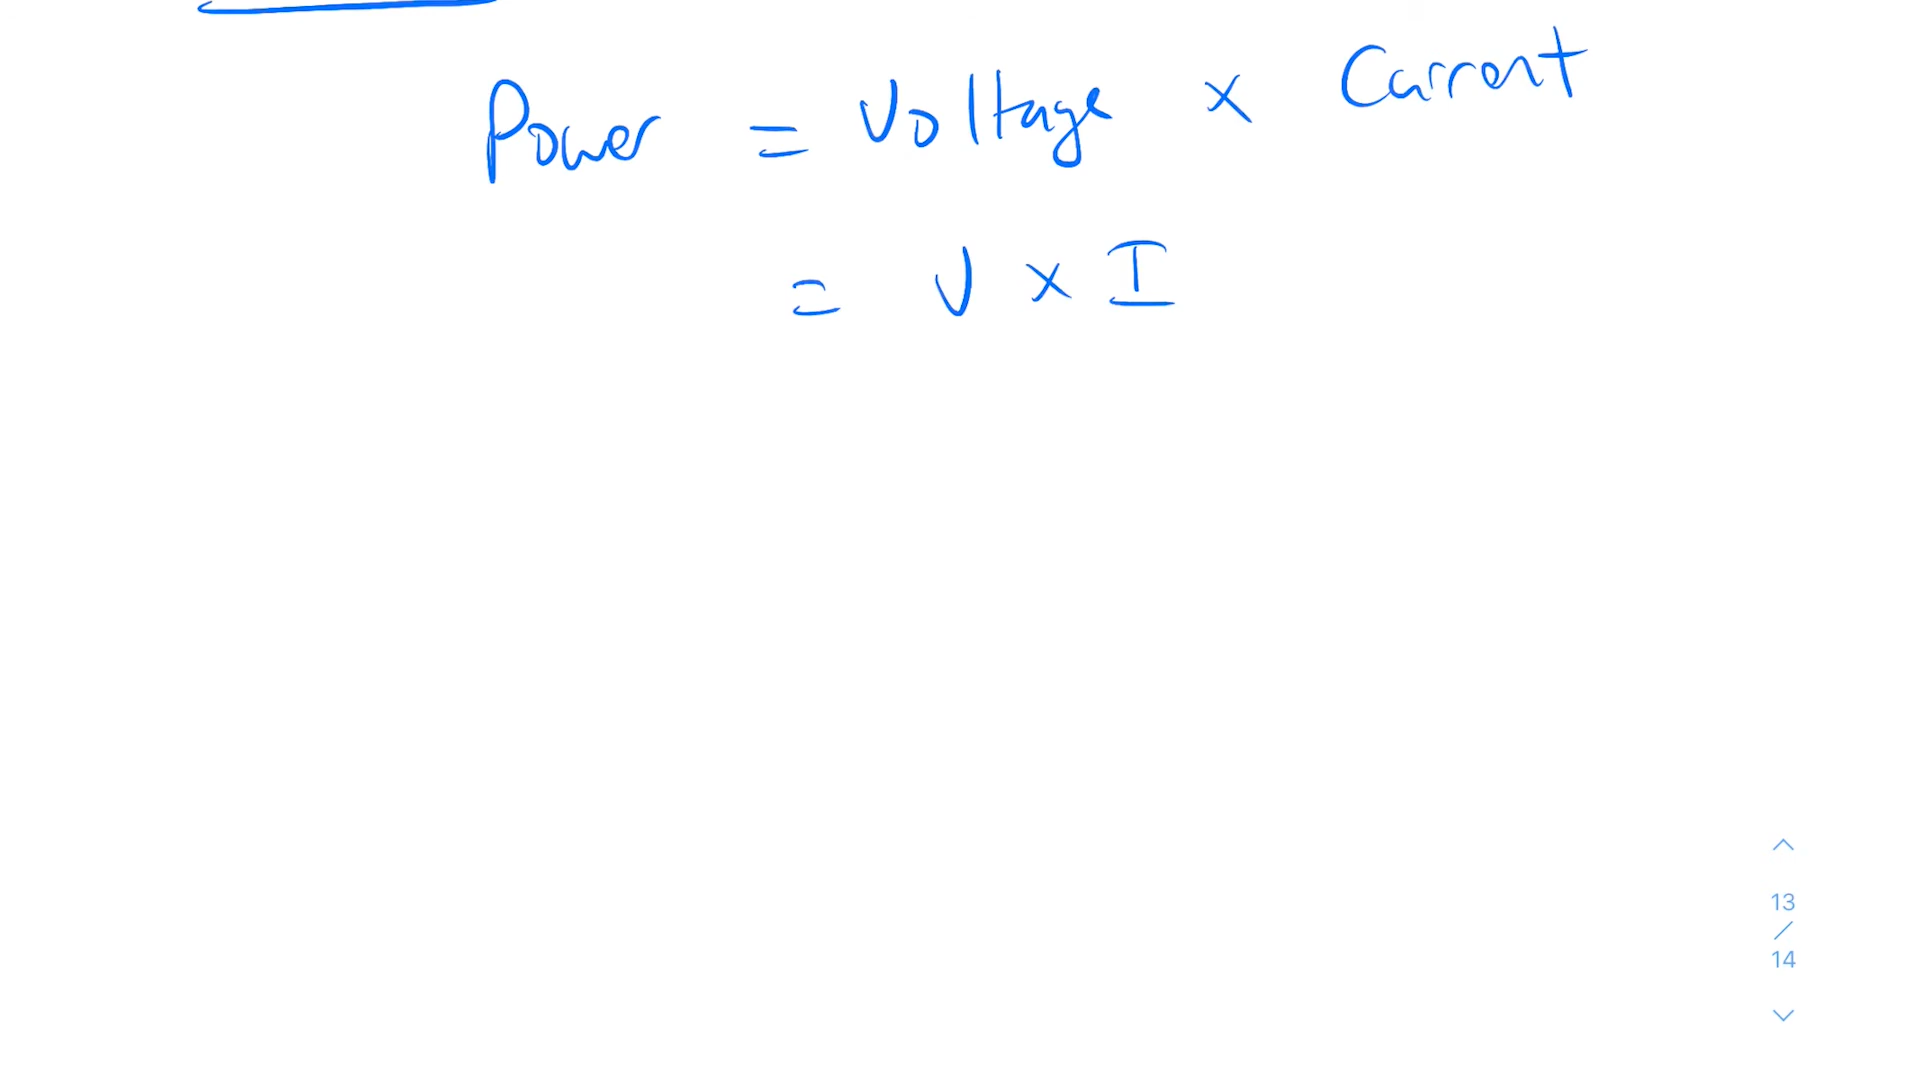 Power = Voltage × Current
= V × I
13
/
14